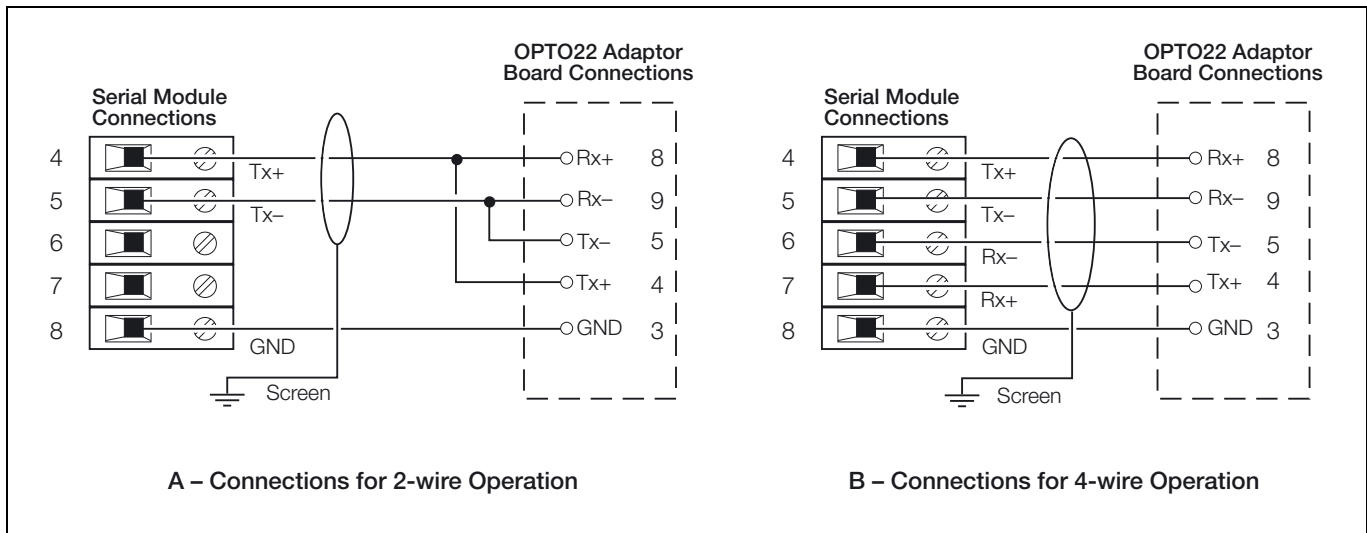 OPTO22 Adaptor
Board Connections
Serial Module
Connections
4
Tx+
Rx+ 8
5
Tx–
Rx– 9
6
Tx– 5
7
Tx+ 4
8
GND
GND 3
Screen
A – Connections for 2-wire Operation
OPTO22 Adaptor
Board Connections
Serial Module
Connections
4
Tx+
Rx+ 8
5
Tx–
Rx– 9
6
Rx–
Tx– 5
7
Rx+
Tx+ 4
8
GND
GND 3
Screen
B – Connections for 4-wire Operation